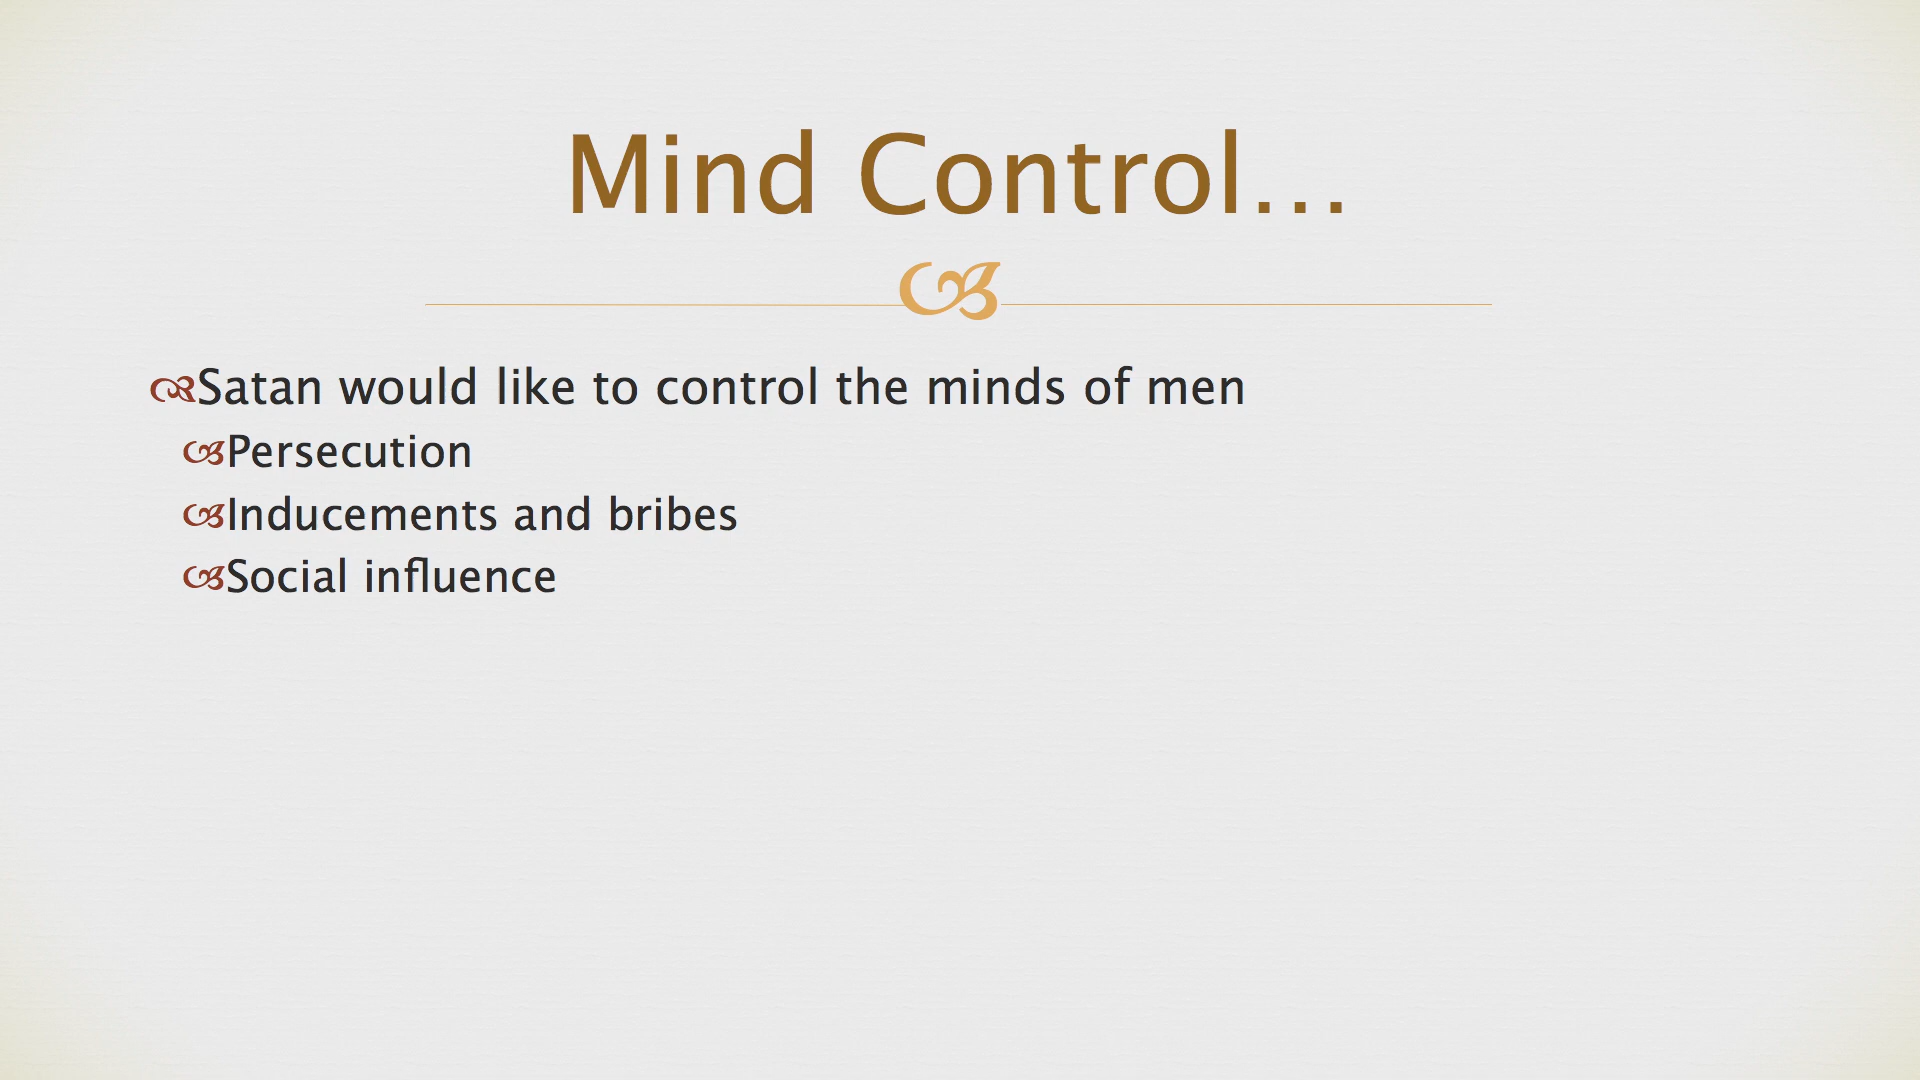 Mind Control…
Satan would like to control the minds of men
Persecution
Inducements and bribes
Social influence